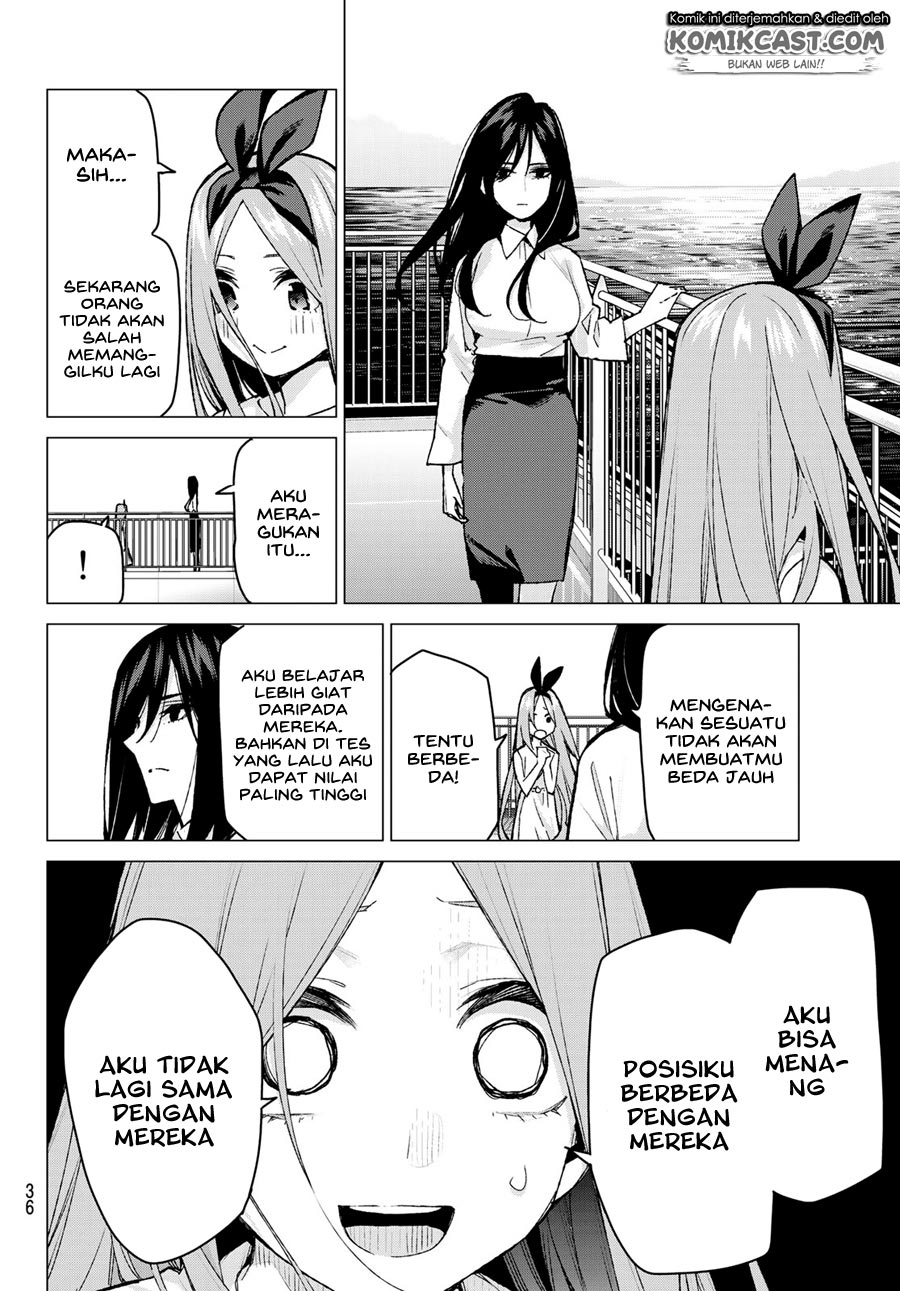 Komik ini diterjemahkan & diedit oleh
KOMIKCAST.COM
BUKAN WEB LAIN!!
MAKA-
SIH...
SEKARANG
ORANG
TIDAK AKAN
SALAH
MEMANG-
GILKU LAGI
AKU
MERA-
GUKAN
ITU...
!
MENGENA-
KAN SESUATU
TIDAK AKAN
MEMBUATMU
BEDA JAUH
TENTU
BERBE-
DA!
AKU BELAJAR
LEBIH GIAT
DARIPADA
MEREKA.
BAHKAN DI TES
YANG LALU AKU
DAPAT NILAI
PALING TINGGI
AKU
BISA
MENA-
NG
POSISIKU
BERBEDA
DENGAN
MEREKA
AKU TIDAK
LAGI SAMA
DENGAN
MEREKA
36